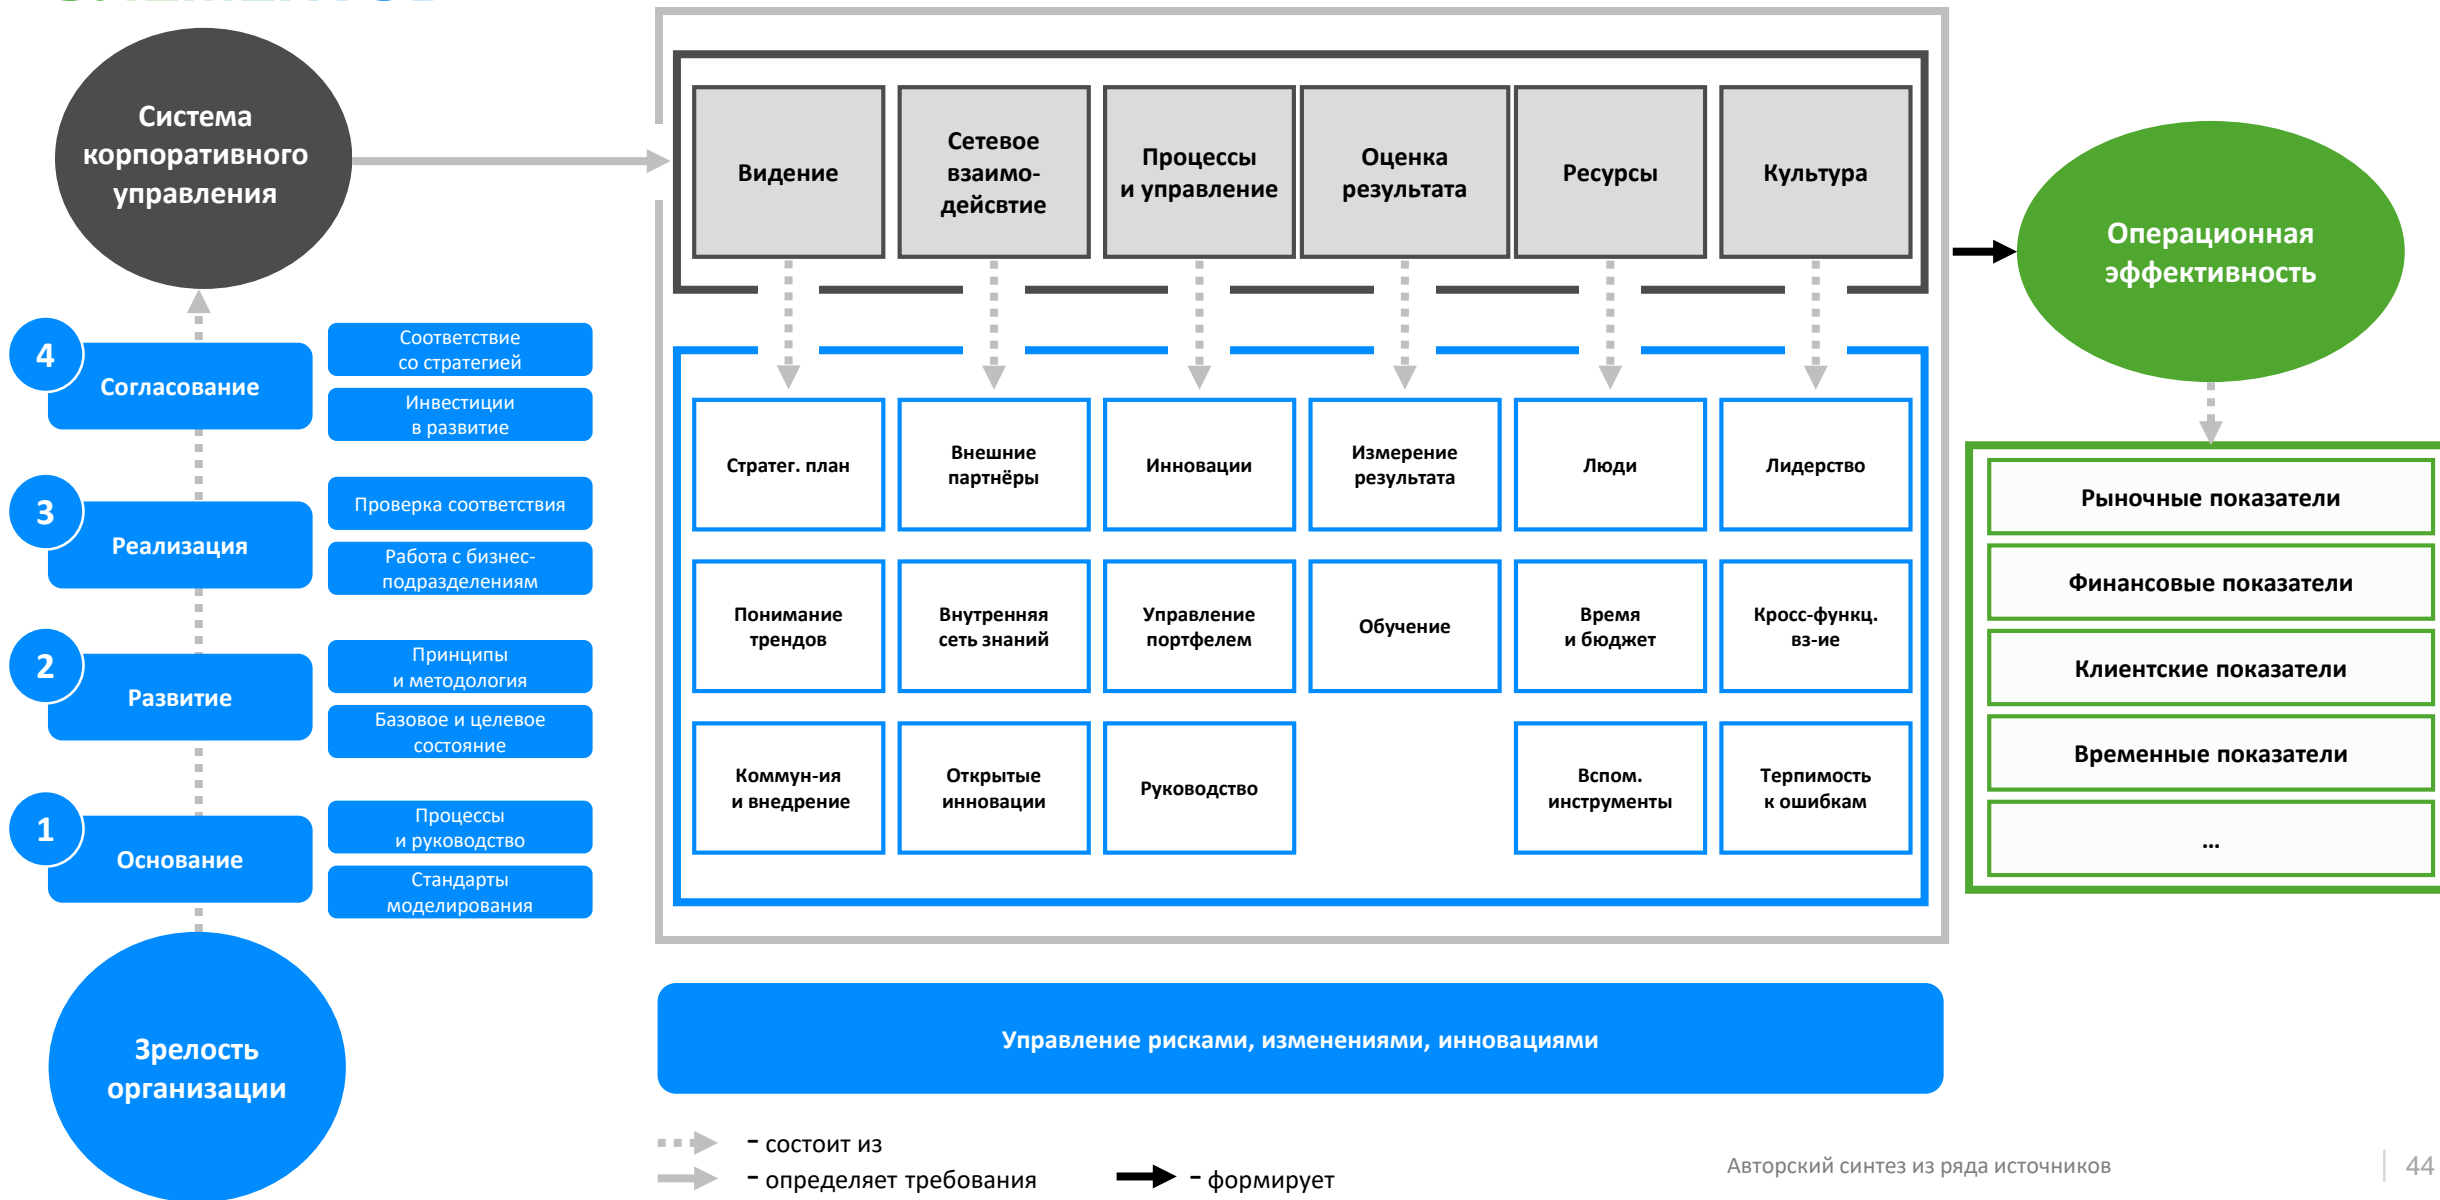 Система
корпоративного
управления
4
Согласование
Соответствие
со стратегией
Инвестиции
в развитие
3
Реализация
Проверка соответствия
Работа с бизнес-
подразделениям
2
Развитие
Принципы
и методология
Базовое и целевое
состояние
1
Основание
Процессы
и руководство
Стандарты
моделирования
Зрелость
организации
Видение
Сетевое
взаимо-
дейсвтие
Процессы
и управление
Оценка
результата
Ресурсы
Культура
Стратег. план
Внешние
партнёры
Инновации
Измерение
результата
Люди
Лидерство
Понимание
трендов
Внутренняя
сеть знаний
Управление
портфелем
Обучение
Время
и бюджет
Кросс-функц.
вз-ие
Коммун-ия
и внедрение
Открытые
инновации
Руководство
Вспом.
инструменты
Терпимость
к ошибкам
Управление рисками, изменениями, инновациями
Операционная
эффективность
Рыночные показатели
Финансовые показатели
Клиентские показатели
Временные показатели
...
- состоит из
- определяет требования
- формирует
Авторский синтез из ряда источников
44